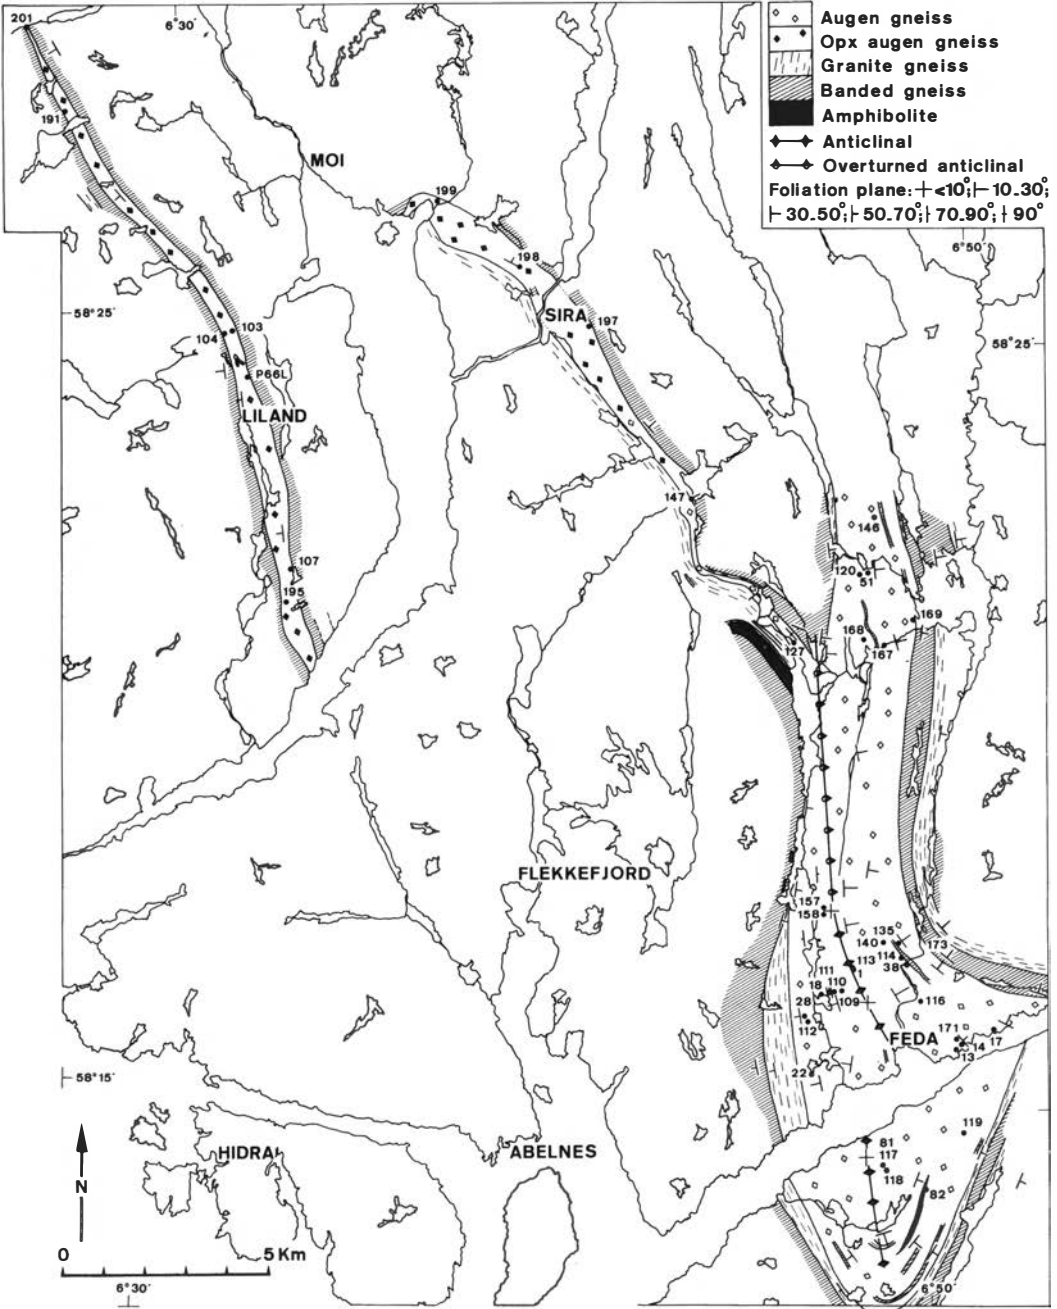 201
6°30′
Augen gneiss
Opx augen gneiss
Granite gneiss
Banded gneiss
Amphibolite
Anticlinal
Overturned anticlinal
Foliation plane: <10°; 10.30°;
30.50°; 50.70°; 70.90°; 90°
191
MOI
199
6°50′
198
58°25′
SIRA
197
103
104
58°25′
P66L
LILAND
147
146
120
51
107
195
169
168
167
127
FLEKKEFJORD
157
158
135
140
173
114
113
38
1
111
18
110
28
109
116
112
FEDA
171
14
17
13
22
58°15′
119
81
HIDRA
ABELNES
117
118
82
N
0
5 Km
6°30′
6°50′